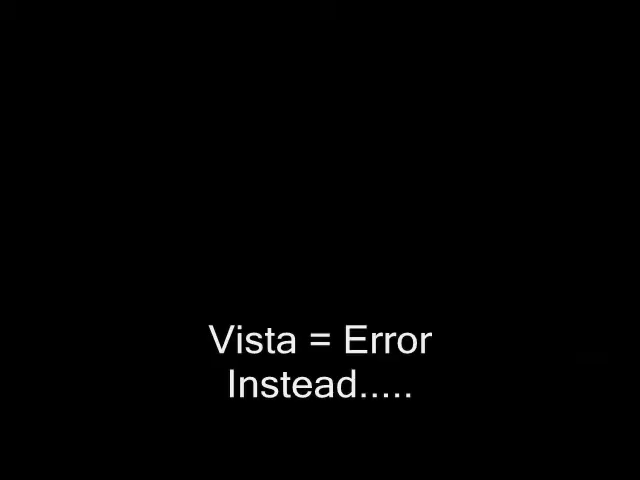 Vista = Error
Instead.....